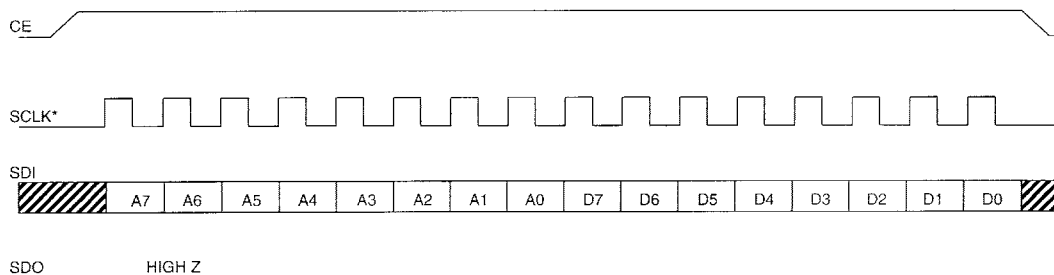 CE
SCLK*
SDI
A7 A6 A5 A4 A3 A2 A1 A0 D7 D6 D5 D4 D3 D2 D1 D0
SDO HIGH Z